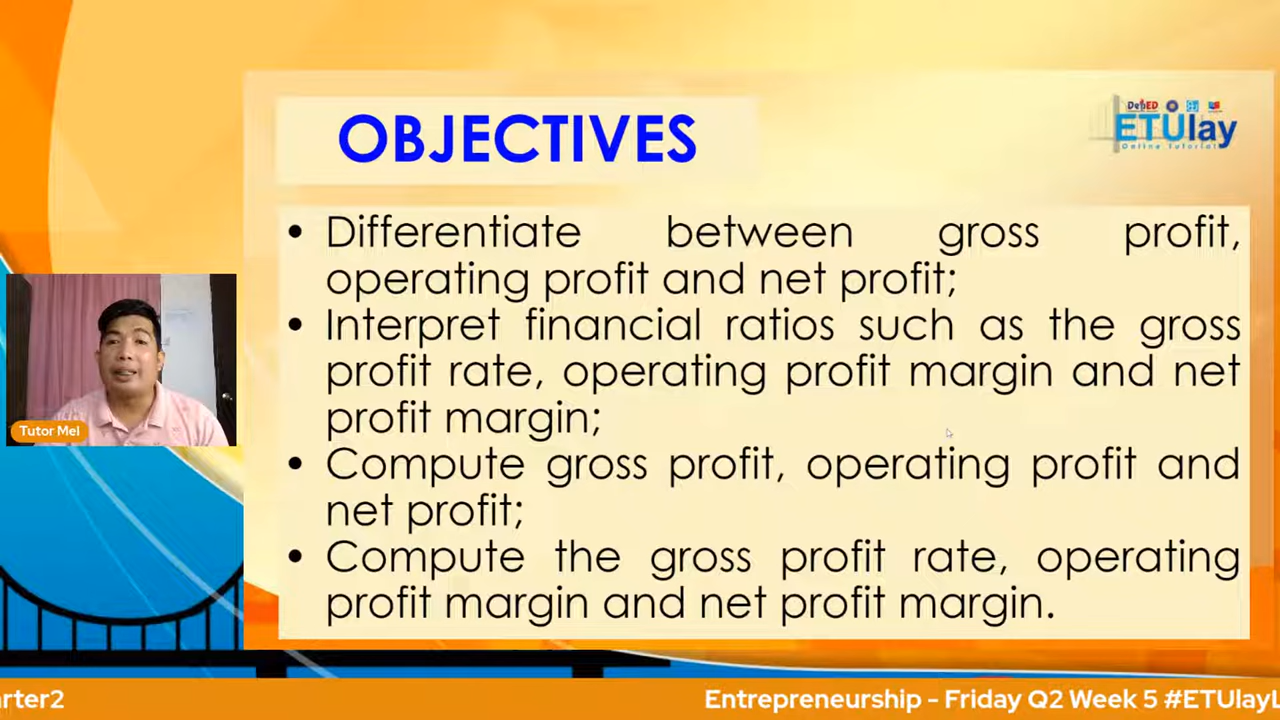 OBJECTIVES
DepED
ETUlay
Online Tutorial
• Differentiate between gross profit,
operating profit and net profit;
• Interpret financial ratios such as the gross
profit rate, operating profit margin and net
profit margin;
• Compute gross profit, operating profit and
net profit;
• Compute the gross profit rate, operating
profit margin and net profit margin.
Tutor Mel
arter2
Entrepreneurship - Friday Q2 Week 5 #ETUlayL